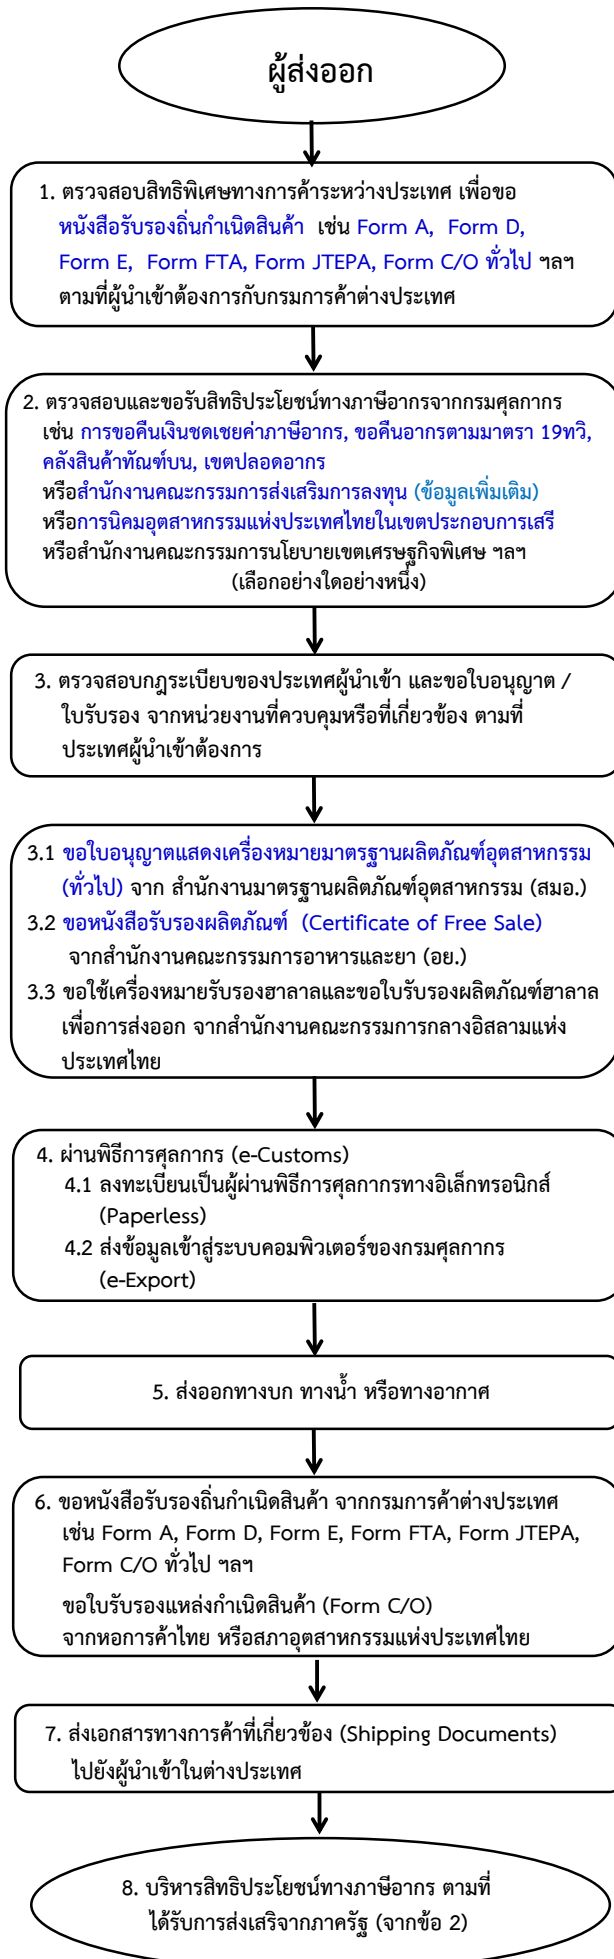 ผู้ส่งออก
1. ตรวจสอบสิทธิพิเศษทางการค้าระหว่างประเทศ เพื่อขอ
หนังสือรับรองถิ่นกำเนิดสินค้า เช่น Form A, Form D,
Form E, Form FTA, Form JTEPA, Form C/O ทั่วไป ฯลฯ
ตามที่ผู้นำเข้าต้องการกับกรมการค้าต่างประเทศ
2. ตรวจสอบและขอรับสิทธิประโยชน์ทางภาษีอากรจากกรมศุลกากร
เช่น การขอคืนเงินชดเชยค่าภาษีอากร, ขอคืนอากรตามมาตรา 19ทวิ,
คลังสินค้าทัณฑ์บน, เขตปลอดอากร
หรือสำนักงานคณะกรรมการส่งเสริมการลงทุน (ข้อมูลเพิ่มเติม)
หรือการนิคมอุตสาหกรรมแห่งประเทศไทยในเขตประกอบการเสรี
หรือสำนักงานคณะกรรมการนโยบายเขตเศรษฐกิจพิเศษ ฯลฯ
(เลือกอย่างใดอย่างหนึ่ง)
3. ตรวจสอบกฎระเบียบของประเทศผู้นำเข้า และขอใบอนุญาต /
ใบรับรอง จากหน่วยงานที่ควบคุมหรือที่เกี่ยวข้อง ตามที่
ประเทศผู้นำเข้าต้องการ
3.1 ขอใบอนุญาตแสดงเครื่องหมายมาตรฐานผลิตภัณฑ์อุตสาหกรรม
(ทั่วไป) จาก สำนักงานมาตรฐานผลิตภัณฑ์อุตสาหกรรม (สมอ.)
3.2 ขอหนังสือรับรองผลิตภัณฑ์ (Certificate of Free Sale)
จากสำนักงานคณะกรรมการอาหารและยา (อย.)
3.3 ขอใช้เครื่องหมายรับรองฮาลาลและขอใบรับรองผลิตภัณฑ์ฮาลาล
เพื่อการส่งออก จากสำนักงานคณะกรรมการกลางอิสลามแห่ง
ประเทศไทย
4. ผ่านพิธีการศุลกากร (e-Customs)
4.1 ลงทะเบียนเป็นผู้ผ่านพิธีการศุลกากรทางอิเล็กทรอนิกส์
(Paperless)
4.2 ส่งข้อมูลเข้าสู่ระบบคอมพิวเตอร์ของกรมศุลกากร
(e-Export)
5. ส่งออกทางบก ทางน้ำ หรือทางอากาศ
6. ขอหนังสือรับรองถิ่นกำเนิดสินค้า จากกรมการค้าต่างประเทศ
เช่น Form A, Form D, Form E, Form FTA, Form JTEPA,
Form C/O ทั่วไป ฯลฯ
ขอใบรับรองแหล่งกำเนิดสินค้า (Form C/O)
จากหอการค้าไทย หรือสภาอุตสาหกรรมแห่งประเทศไทย
7. ส่งเอกสารทางการค้าที่เกี่ยวข้อง (Shipping Documents)
ไปยังผู้นำเข้าในต่างประเทศ
8. บริหารสิทธิประโยชน์ทางภาษีอากร ตามที่
ได้รับการส่งเสริจากภาครัฐ (จากข้อ 2)